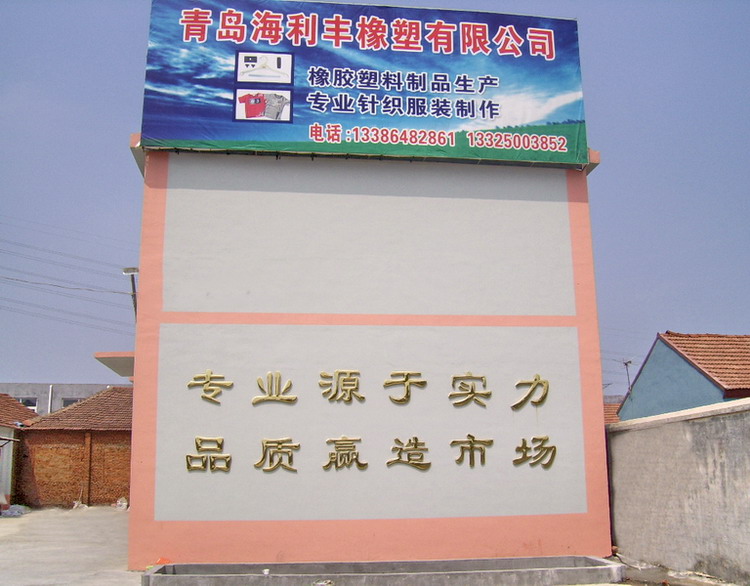 青岛海利丰橡塑有限公司
橡胶塑料制品生产
专业针织服装制作
电话:13386482861 13325003852
专业源于实力
品质赢造市场